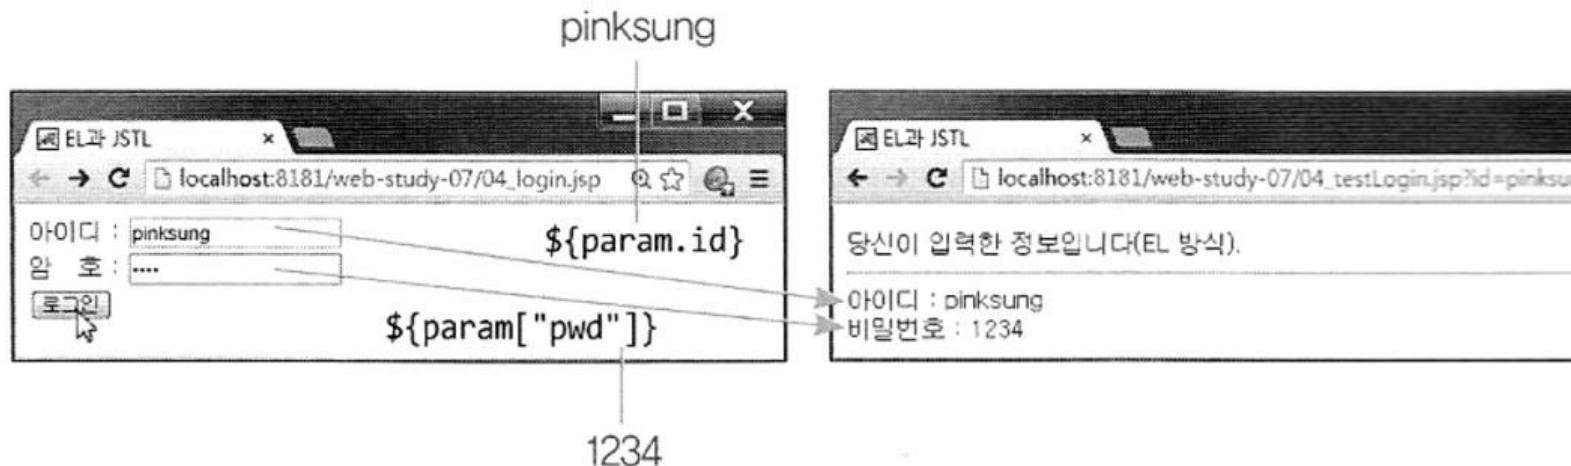 pinksung
EL과 JSTL
localhost:8181/web-study-07/04_login.jsp
아이디 : pinksung
암 호 : ••••
로그인
${param.id}
${param["pwd"]}
1234
EL과 JSTL
localhost:8181/web-study-07/04_testLogin.jsp?id=pinksu
당신이 입력한 정보입니다(EL 방식).
아이디 : pinksung
비밀번호 : 1234